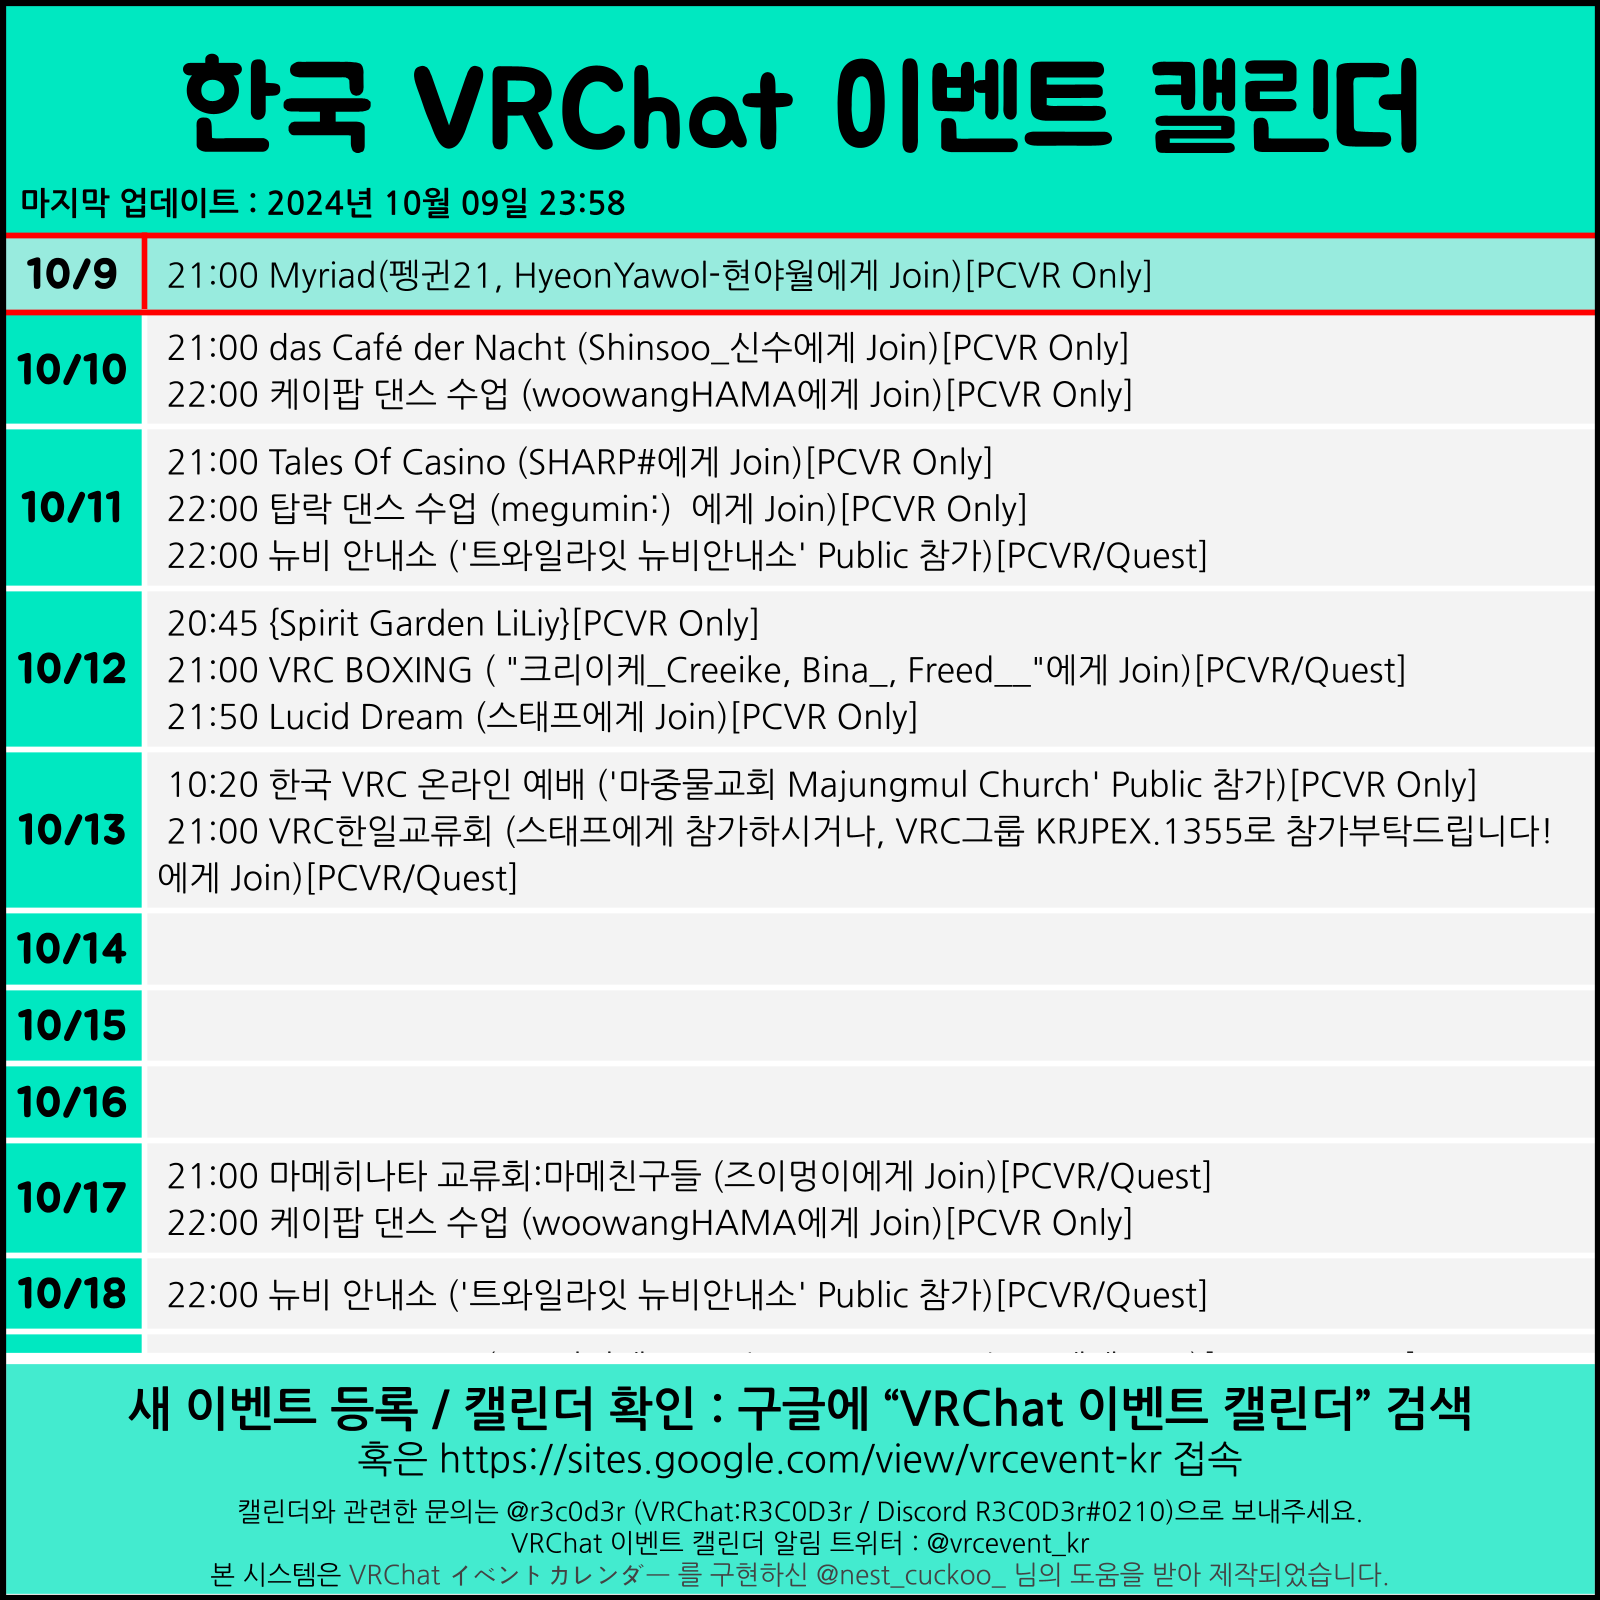 한국 VRChat 이벤트 캘린더
마지막 업데이트 : 2024년 10월 09일 23:58
10/9
21:00 Myriad(펭귄21, HyeonYawol-현야월에게 Join)[PCVR Only]
10/10
21:00 das Café der Nacht (Shinsoo_신수에게 Join)[PCVR Only]
22:00 케이팝 댄스 수업 (woowangHAMA에게 Join)[PCVR Only]
10/11
21:00 Tales Of Casino (SHARP#에게 Join)[PCVR Only]
22:00 탑락 댄스 수업 (megumin:)  에게 Join)[PCVR Only]
22:00 뉴비 안내소 ('트와일라잇 뉴비안내소' Public 참가)[PCVR/Quest]
10/12
20:45 {Spirit Garden LiLiy}[PCVR Only]
21:00 VRC BOXING ( "크리이케_Creeike, Bina_, Freed__"에게 Join)[PCVR/Quest]
21:50 Lucid Dream (스태프에게 Join)[PCVR Only]
10/13
10:20 한국 VRC 온라인 예배 ('마중물교회 Majungmul Church' Public 참가)[PCVR Only]
21:00 VRC한일교류회 (스태프에게 참가하시거나, VRC그룹 KRJPEX.1355로 참가부탁드립니다!
에게 Join)[PCVR/Quest]
10/14
10/15
10/16
10/17
21:00 마메히나타 교류회:마메친구들 (즈이멍이에게 Join)[PCVR/Quest]
22:00 케이팝 댄스 수업 (woowangHAMA에게 Join)[PCVR Only]
10/18
22:00 뉴비 안내소 ('트와일라잇 뉴비안내소' Public 참가)[PCVR/Quest]
새 이벤트 등록 / 캘린더 확인 : 구글에 “VRChat 이벤트 캘린더” 검색
혹은 https://sites.google.com/view/vrcevent-kr 접속
캘린더와 관련한 문의는 @r3c0d3r (VRChat:R3C0D3r / Discord R3C0D3r#0210)으로 보내주세요.
VRChat 이벤트 캘린더 알림 트위터 : @vrcevent_kr
본 시스템은 VRChat イベントカレンダー 를 구현하신 @nest_cuckoo_ 님의 도움을 받아 제작되었습니다.